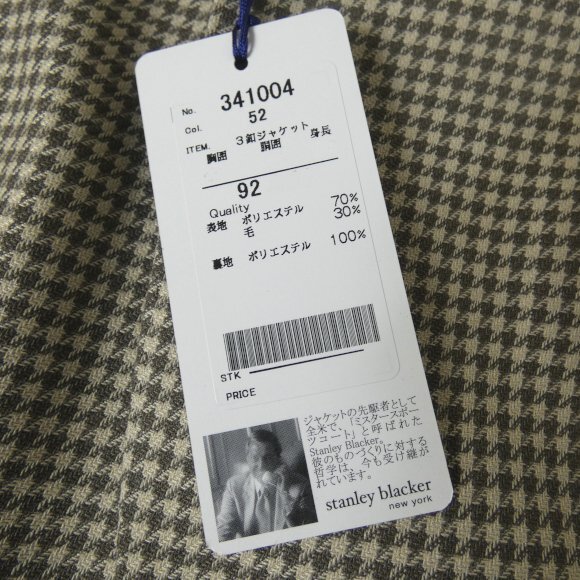 No. 341004
Col. 52
ITEM. 3釦ジャケット
胸囲 胴囲 身長
92
Quality
表地 ポリエステル 70%
毛 30%
裏地 ポリエステル 100%
STK
PRICE
ジャケットの先駆者として
全米で、「ミスタースポー
ツコート」と呼ばれた
Stanley Blacker。
彼のものづくりに対する
哲学は、今も受け継が
れています。
stanley blacker
new york